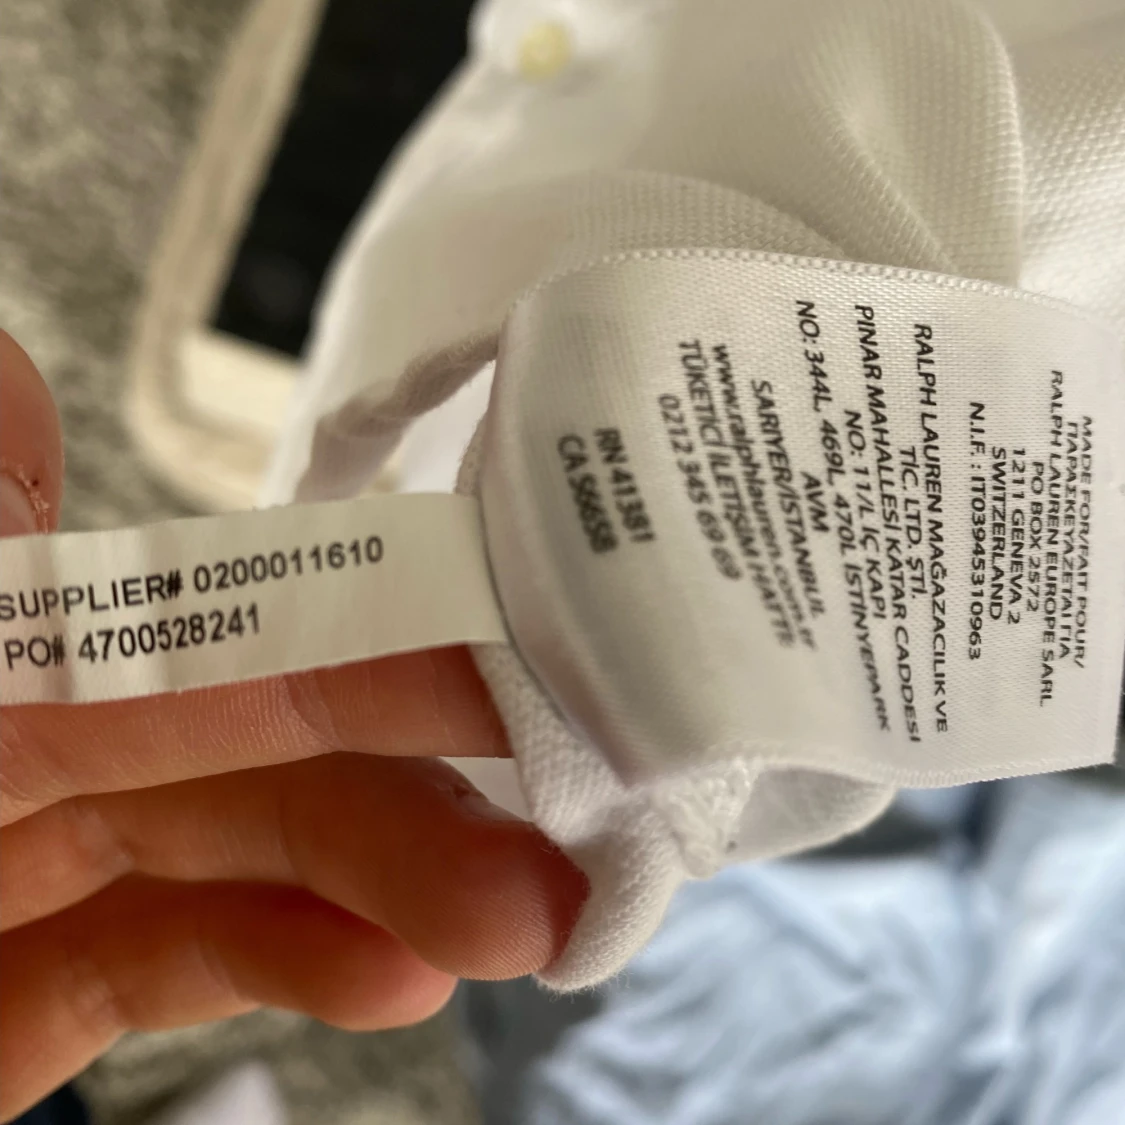 MADE FOR/FAIT POUR/
ΠΑΡΑΣΚΕΥΑΖΕΤΑΙ ΓΙΑ
RALPH LAUREN EUROPE SARL
PO BOX 2572
1211 GENEVA 2
SWITZERLAND
N.I.F. : IT03945310963
RALPH LAUREN MAĞAZACILIK VE
TİC. LTD. ŞTİ.
PINAR MAHALLESİ KATAR CADDESİ
NO: 11/L İÇ KAPI
NO: 344L, 469L, 470L İSTİNYEPARK
AVM
SARIYER/İSTANBUL
www.ralphlauren.com.tr
TÜKETİCİ İLETİŞİM HATTI:
0212 345 69 69
RN 41381
CA 56658
SUPPLIER# 0200011610
PO# 4700528241